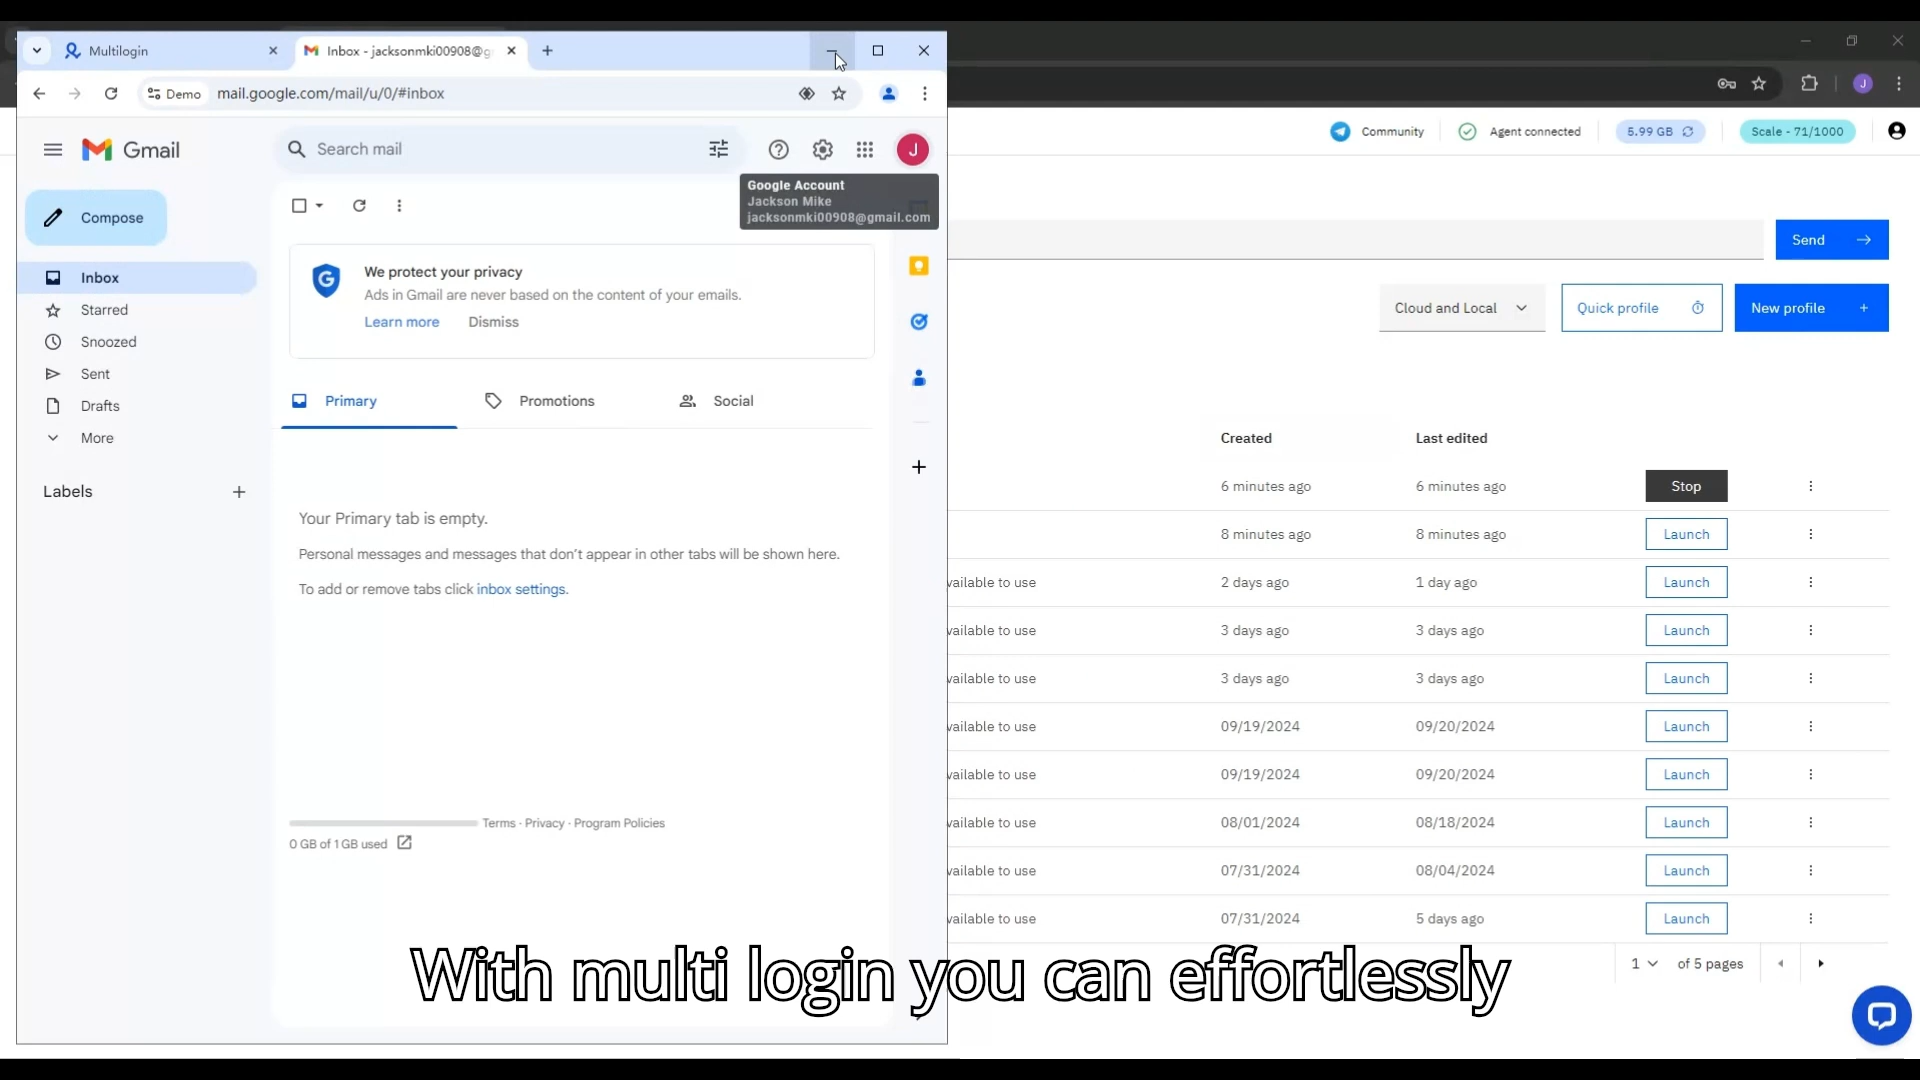 Multilogin
Inbox - jacksonmki00908@g
Demo
mail.google.com/mail/u/0/#inbox
Gmail
Search mail
J
Google Account
Jackson Mike
jacksonmki00908@gmail.com
Compose
Inbox
Starred
Snoozed
Sent
Drafts
More
Labels
We protect your privacy
Ads in Gmail are never based on the content of your emails.
Learn more Dismiss
Primary Promotions Social
Your Primary tab is empty.
Personal messages and messages that don't appear in other tabs will be shown here.
To add or remove tabs click inbox settings.
Terms · Privacy · Program Policies
0 GB of 1 GB used
J
Community Agent connected 5.99 GB Scale - 71/1000
Send
Cloud and Local Quick profile New profile +
Created Last edited
6 minutes ago 6 minutes ago Stop
8 minutes ago 8 minutes ago Launch
vailable to use 2 days ago 1 day ago Launch
vailable to use 3 days ago 3 days ago Launch
vailable to use 3 days ago 3 days ago Launch
vailable to use 09/19/2024 09/20/2024 Launch
vailable to use 09/19/2024 09/20/2024 Launch
vailable to use 08/01/2024 08/18/2024 Launch
vailable to use 07/31/2024 08/04/2024 Launch
vailable to use 07/31/2024 5 days ago Launch
1 of 5 pages
With multi login you can effortlessly